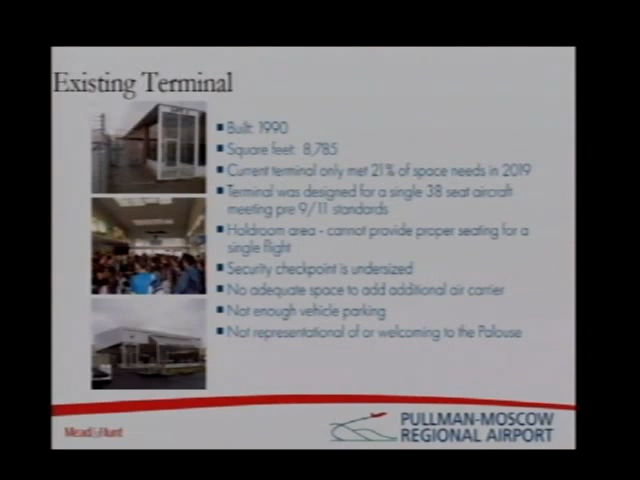 Existing Terminal
Built: 1990
Square feet: 8,785
Current terminal only met 21% of space needs in 2019
Terminal was designed for a single 38 seat aircraft
meeting pre 9/11 standards
Holdroom area - cannot provide proper seating for a
single flight
Security checkpoint is undersized
No adequate space to add additional air carrier
Not enough vehicle parking
Not representational of or welcoming to the Palouse
Mead&Hunt
PULLMAN-MOSCOW
REGIONAL AIRPORT